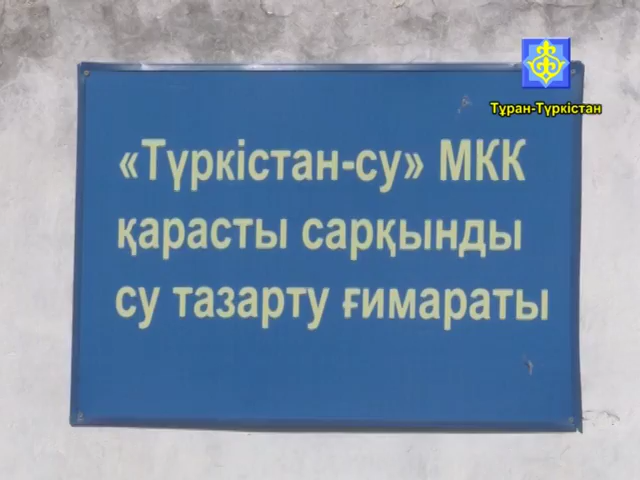 Тұран-Түркістан
«Түркістан-су» МКК
қарасты сарқынды
су тазарту ғимараты